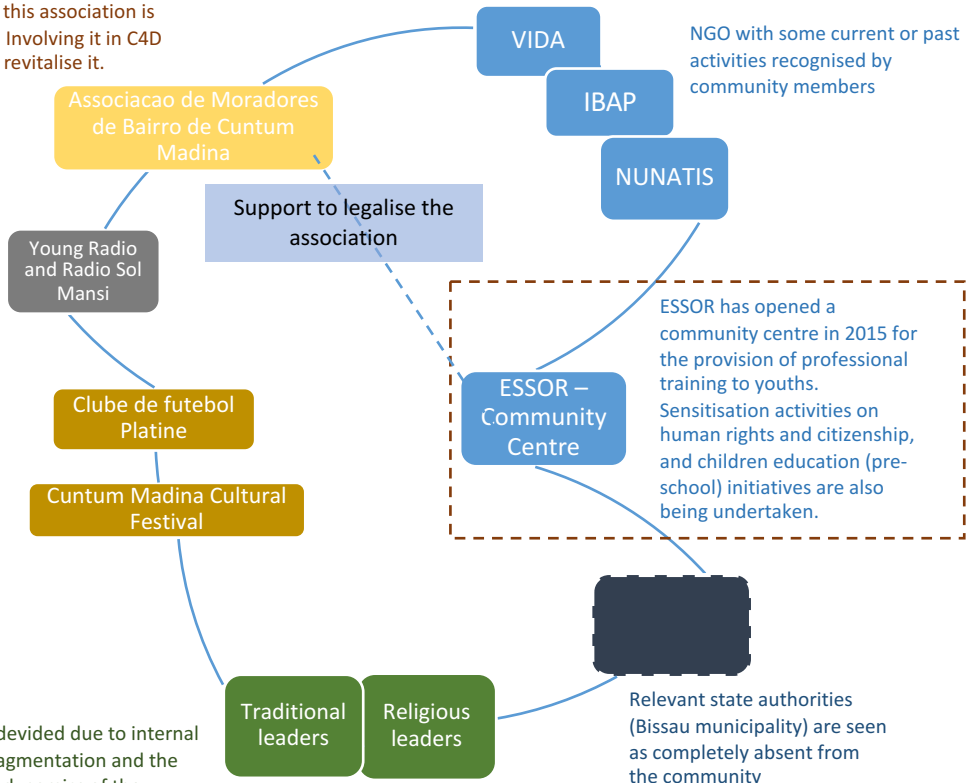 this association is
Involving it in C4D
revitalise it.
VIDA
NGO with some current or past
activities recognised by
community members
IBAP
Associacao de Moradores
de Bairro de Cuntum
Madina
NUNATIS
Support to legalise the
association
Young Radio
and Radio Sol
Mansi
ESSOR has opened a
community centre in 2015 for
the provision of professional
training to youths.
Sensitisation activities on
human rights and citizenship,
and children education (pre-
school) initiatives are also
being undertaken.
ESSOR –
Community
Centre
Clube de futebol
Platine
Cuntum Madina Cultural
Festival
Traditional
leaders
Religious
leaders
Relevant state authorities
(Bissau municipality) are seen
as completely absent from
the community
devided due to internal
agmentation and the